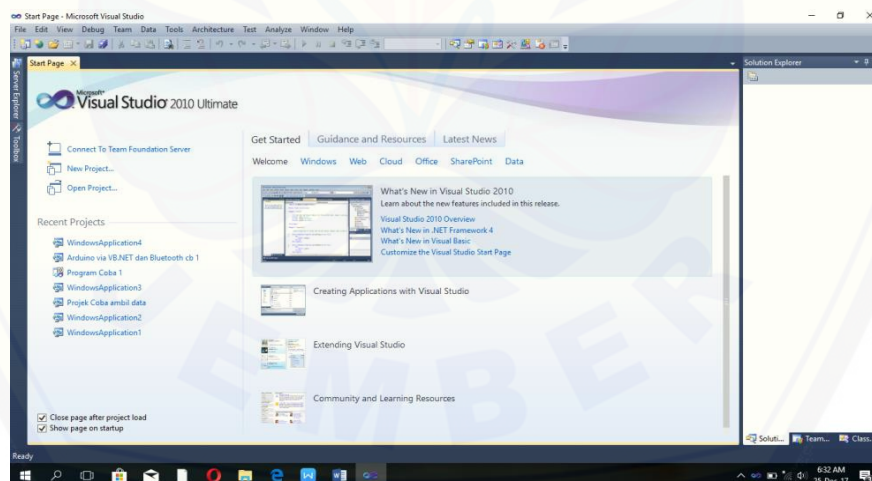 Start Page - Microsoft Visual Studio
File Edit View Debug Team Data Tools Architecture Test Analyze Window Help
Start Page
Solution Explorer
Server Explorer
Toolbox
Microsoft®
Visual Studio® 2010 Ultimate
Connect To Team Foundation Server
New Project...
Open Project...
Recent Projects
WindowsApplication4
Arduino via VB.NET dan Bluetooth cb 1
Program Coba 1
WindowsApplication3
Projek Coba ambil data
WindowsApplication2
WindowsApplication1
Close page after project load
Show page on startup
Get Started Guidance and Resources Latest News
Welcome Windows Web Cloud Office SharePoint Data
What's New in Visual Studio 2010
Learn about the new features included in this release.
Visual Studio 2010 Overview
What's New in .NET Framework 4
What's New in Visual Basic
Customize the Visual Studio Start Page
Creating Applications with Visual Studio
Extending Visual Studio
Community and Learning Resources
EMBER
Soluti... Team... Class...
Ready
6:32 AM
25-Dec-17